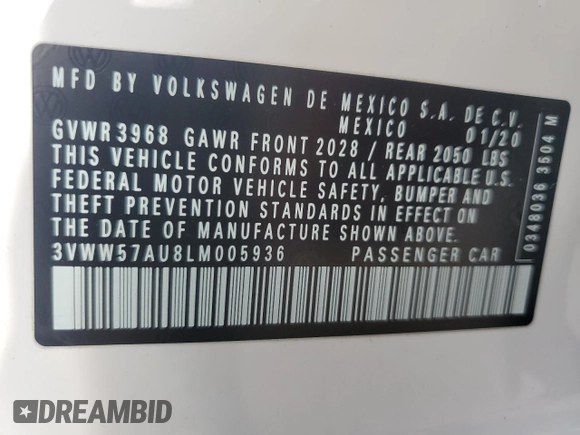 MFD BY VOLKSWAGEN DE MEXICO S.A. DE C.V.
MEXICO 01/20
GVWR 3968 GAWR FRONT 2028 / REAR 2050 LBS
THIS VEHICLE CONFORMS TO ALL APPLICABLE U.S.
FEDERAL MOTOR VEHICLE SAFETY, BUMPER AND
THEFT PREVENTION STANDARDS IN EFFECT ON
THE DATE OF MANUFACTURE SHOWN ABOVE.
3VWW57AU8LM005936 PASSENGER CAR
0348036 3504 M
DREAMBID